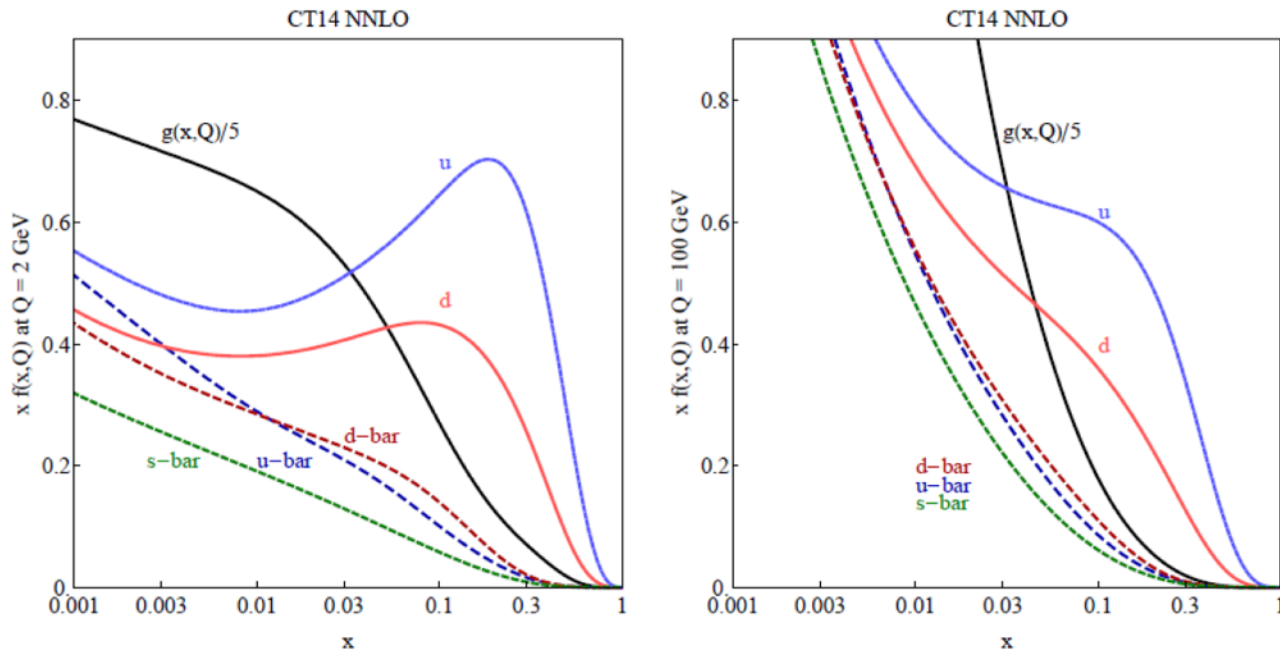 CT14 NNLO
x f(x,Q) at Q = 2 GeV
0.8
0.6
0.4
0.2
0
g(x,Q)/5
u
d
d−bar
s−bar
u−bar
0.001
0.003
0.01
0.03
0.1
0.3
1
x
CT14 NNLO
x f(x,Q) at Q = 100 GeV
0.8
0.6
0.4
0.2
0
g(x,Q)/5
u
d
d−bar
u−bar
s−bar
0.001
0.003
0.01
0.03
0.1
0.3
1
x